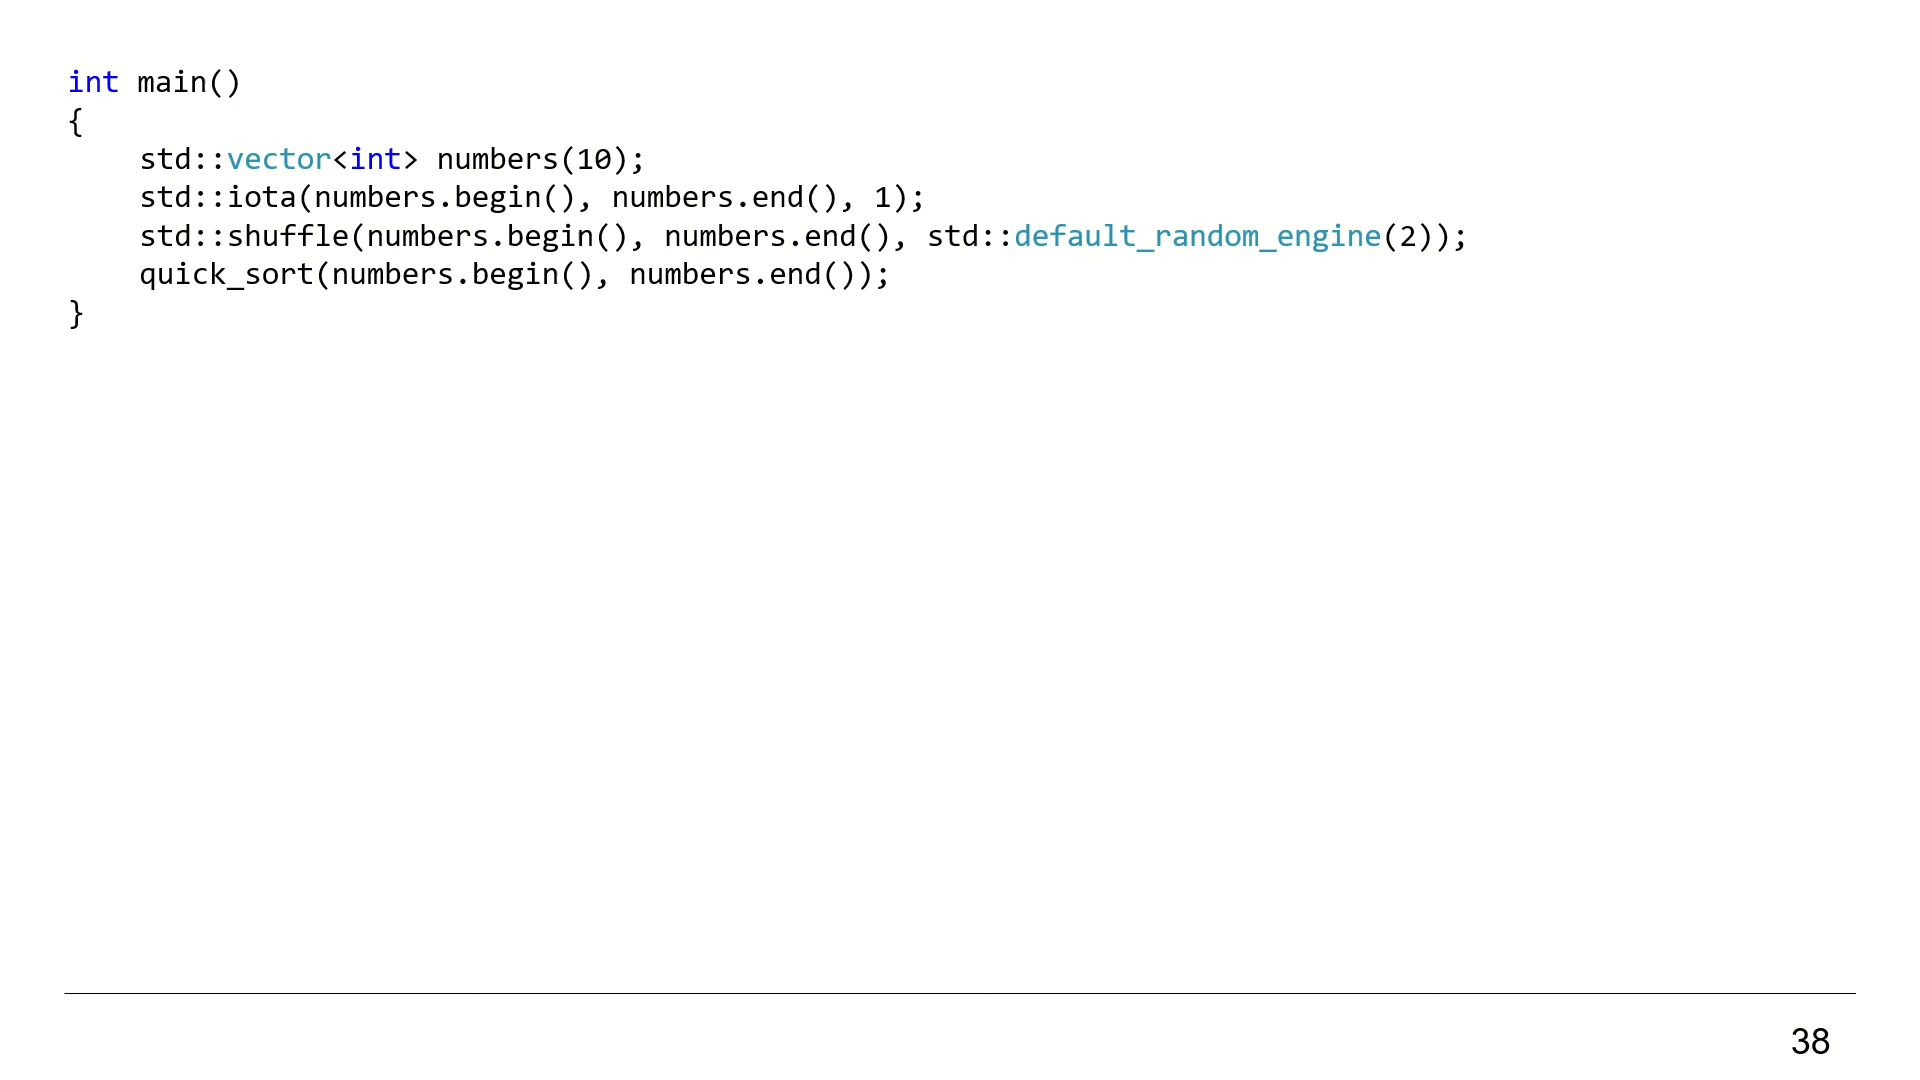 int main()
{
    std::vector<int> numbers(10);
    std::iota(numbers.begin(), numbers.end(), 1);
    std::shuffle(numbers.begin(), numbers.end(), std::default_random_engine(2));
    quick_sort(numbers.begin(), numbers.end());
}
38